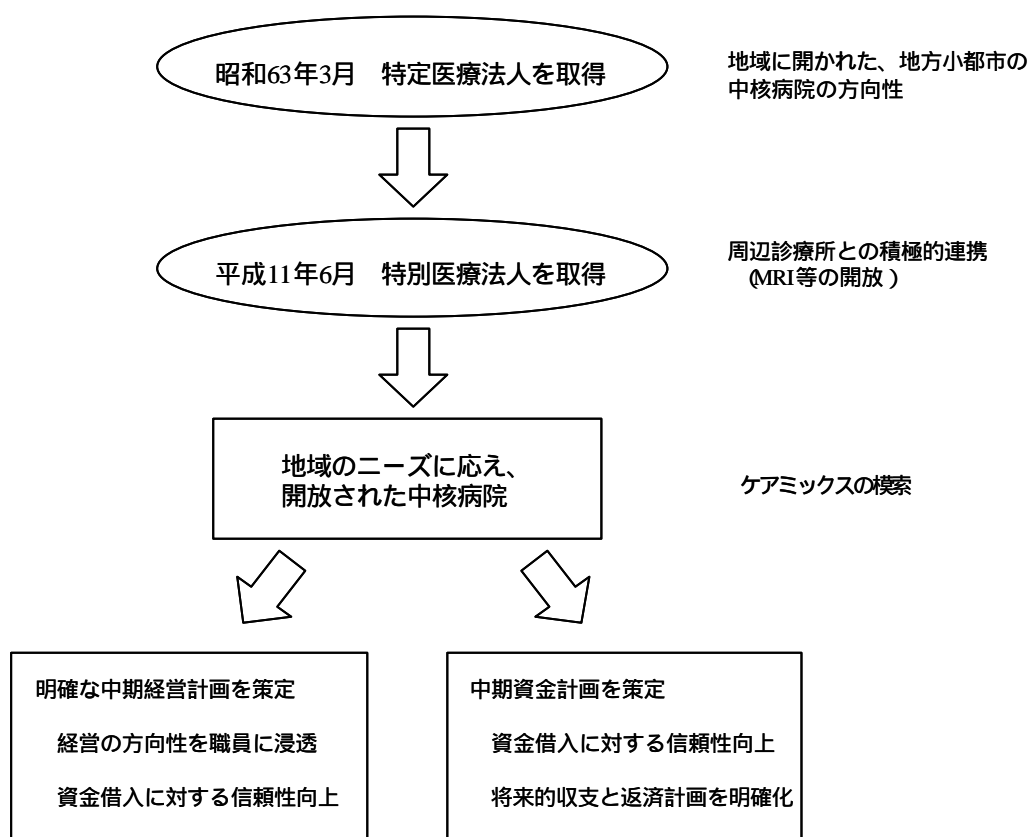 昭和63年3月　特定医療法人を取得
地域に開かれた、地方小都市の
中核病院の方向性
平成11年6月　特別医療法人を取得
周辺診療所との積極的連携
(MRI等の開放）
地域のニーズに応え、
開放された中核病院
ケアミックスの模索
明確な中期経営計画を策定
経営の方向性を職員に浸透
資金借入に対する信頼性向上
中期資金計画を策定
資金借入に対する信頼性向上
将来的収支と返済計画を明確化